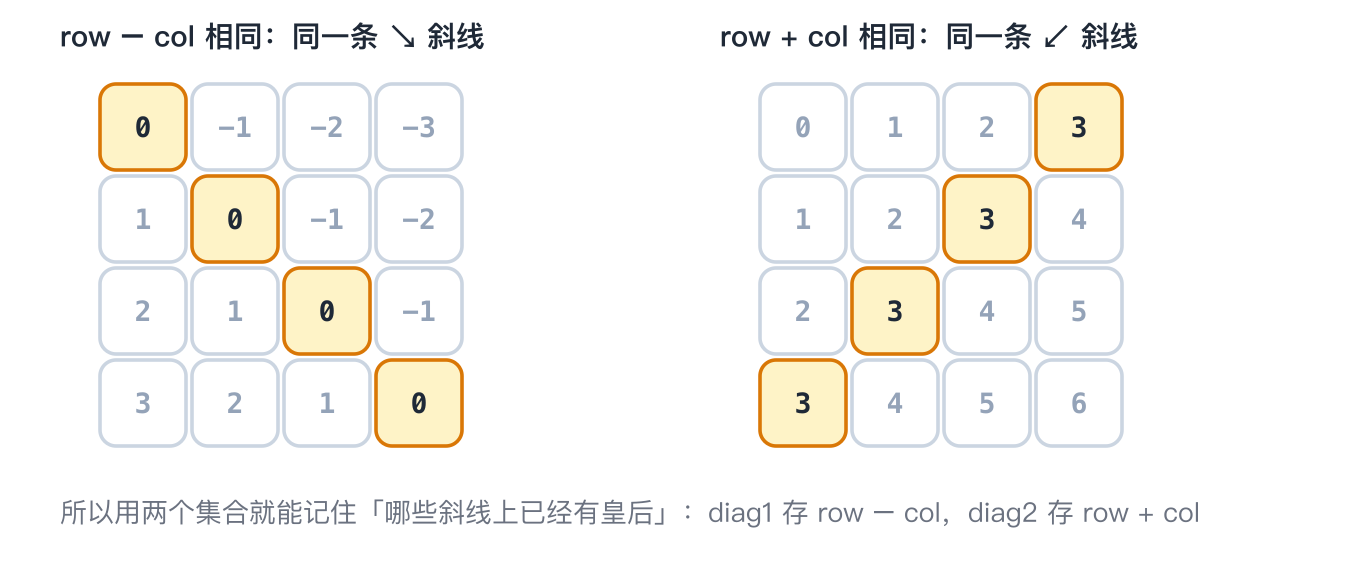 row − col 相同：同一条 ↘ 斜线
0 −1 −2 −3
1 0 −1 −2
2 1 0 −1
3 2 1 0
row + col 相同：同一条 ↙ 斜线
0 1 2 3
1 2 3 4
2 3 4 5
3 4 5 6
所以用两个集合就能记住「哪些斜线上已经有皇后」：diag1 存 row − col，diag2 存 row + col